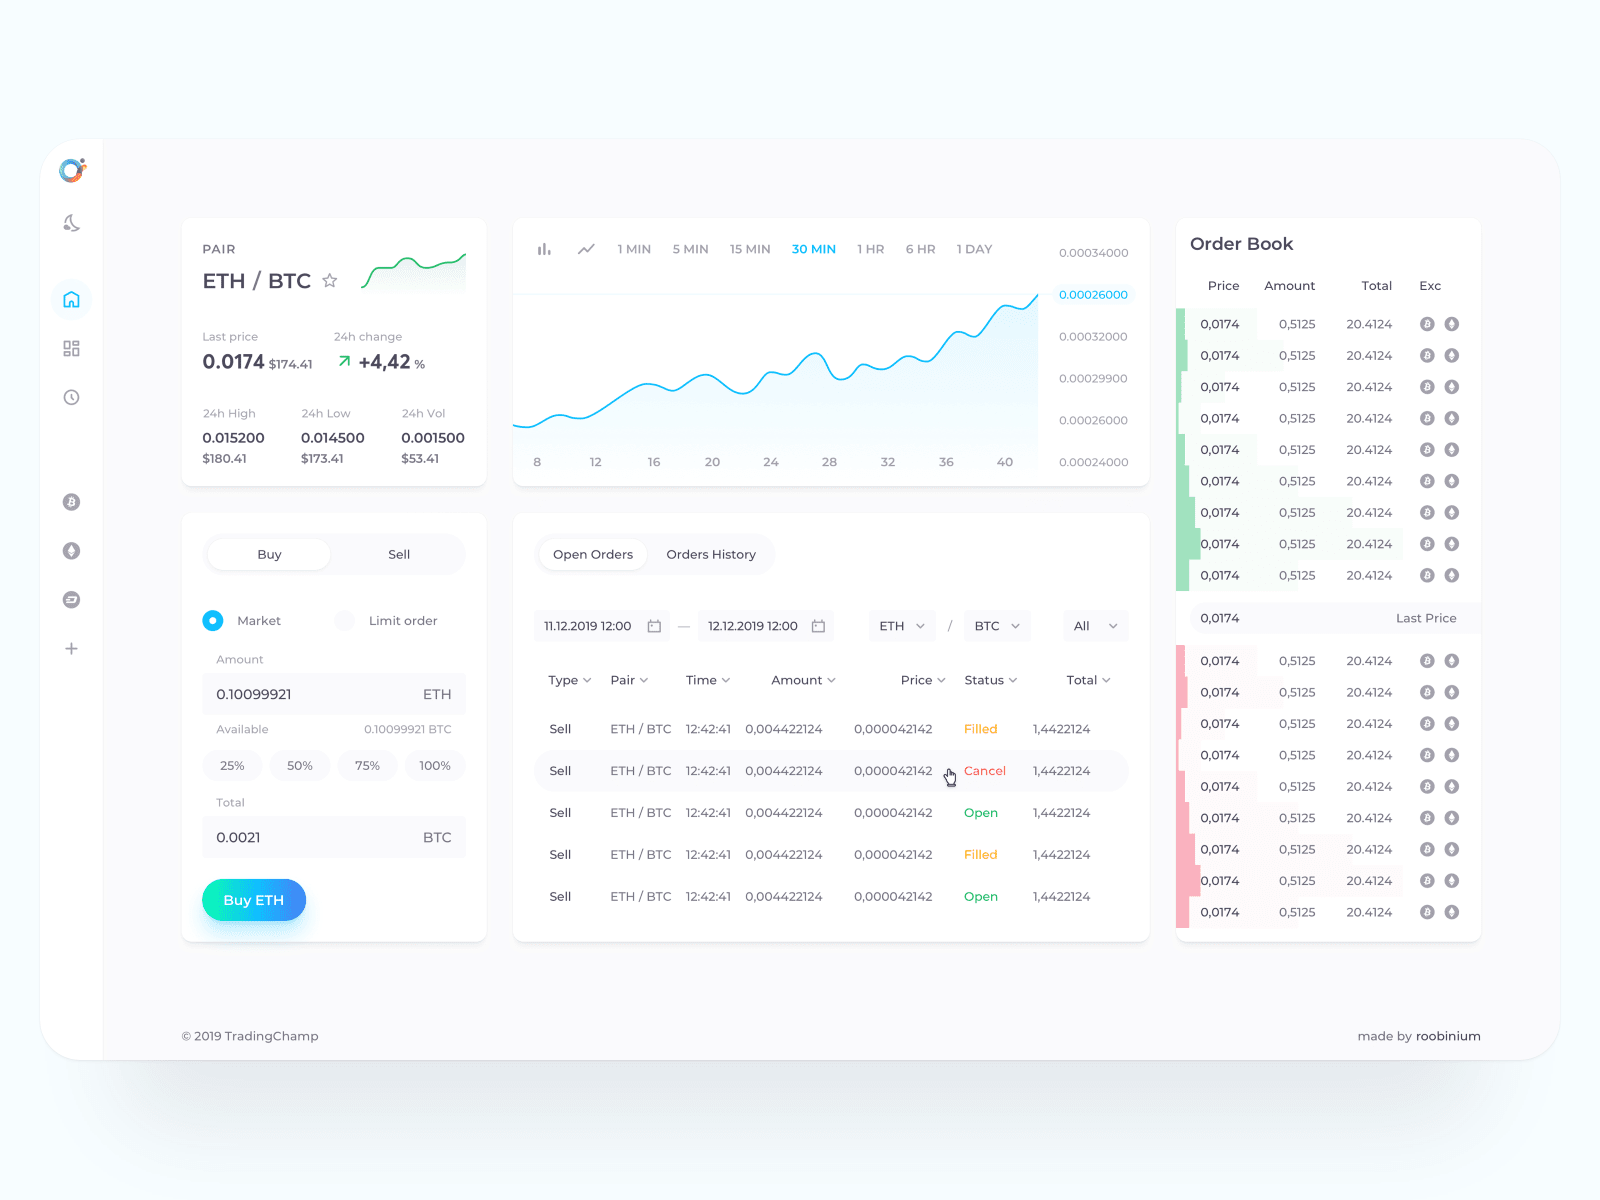 PAIR
ETH / BTC
Last price
24h change
0.0174 $174.41
+4,42 %
24h High
24h Low
24h Vol
0.015200
0.014500
0.001500
$180.41
$173.41
$53.41
1 MIN 5 MIN 15 MIN 30 MIN 1 HR 6 HR 1 DAY
0.00034000
0.00026000
0.00032000
0.00029900
0.00026000
0.00024000
8 12 16 20 24 28 32 36 40
Order Book
Price Amount Total Exc
0,0174 0,5125 20.4124
0,0174 0,5125 20.4124
0,0174 0,5125 20.4124
0,0174 0,5125 20.4124
0,0174 0,5125 20.4124
0,0174 0,5125 20.4124
0,0174 0,5125 20.4124
0,0174 0,5125 20.4124
0,0174 0,5125 20.4124
0,0174 Last Price
0,0174 0,5125 20.4124
0,0174 0,5125 20.4124
0,0174 0,5125 20.4124
0,0174 0,5125 20.4124
0,0174 0,5125 20.4124
0,0174 0,5125 20.4124
0,0174 0,5125 20.4124
0,0174 0,5125 20.4124
0,0174 0,5125 20.4124
Buy Sell
Market Limit order
Amount
0.10099921 ETH
Available 0.10099921 BTC
25% 50% 75% 100%
Total
0.0021 BTC
Buy ETH
Open Orders Orders History
11.12.2019 12:00 — 12.12.2019 12:00 ETH / BTC All
Type Pair Time Amount Price Status Total
Sell ETH / BTC 12:42:41 0,004422124 0,000042142 Filled 1,4422124
Sell ETH / BTC 12:42:41 0,004422124 0,000042142 Cancel 1,4422124
Sell ETH / BTC 12:42:41 0,004422124 0,000042142 Open 1,4422124
Sell ETH / BTC 12:42:41 0,004422124 0,000042142 Filled 1,4422124
Sell ETH / BTC 12:42:41 0,004422124 0,000042142 Open 1,4422124
© 2019 TradingChamp
made by roobinium